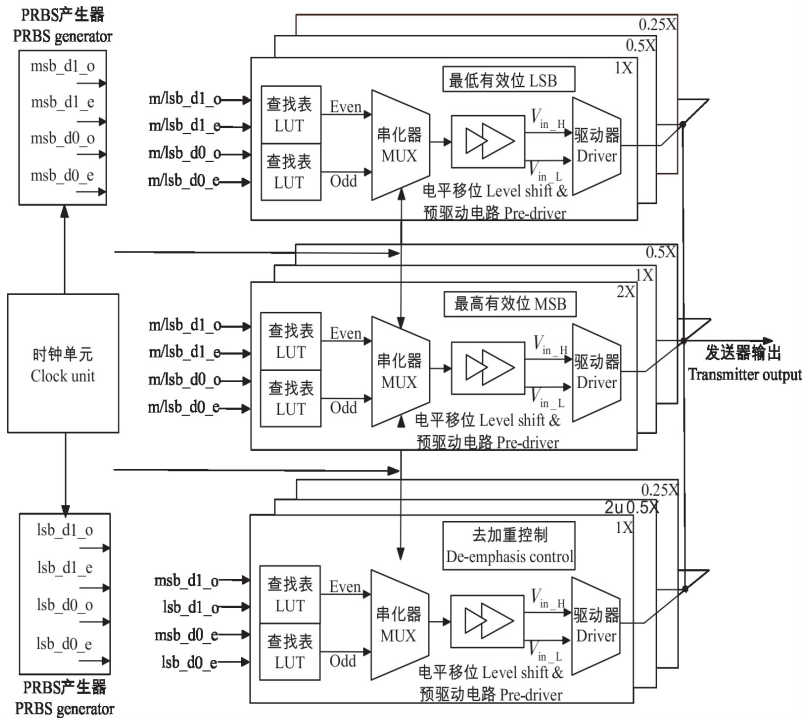 PRBS产生器
PRBS generator
msb_d1_o
msb_d1_e
msb_d0_o
msb_d0_e
0.25X
0.5X
1X
最低有效位 LSB
m/lsb_d1_o
m/lsb_d1_e
m/lsb_d0_o
m/lsb_d0_e
查找表
LUT
查找表
LUT
Even
Odd
串化器
MUX
Vin_H
Vin_L
驱动器
Driver
电平移位 Level shift &
预驱动电路 Pre-driver
时钟单元
Clock unit
0.5X
1X
2X
最高有效位 MSB
m/lsb_d1_o
m/lsb_d1_e
m/lsb_d0_o
m/lsb_d0_e
查找表
LUT
查找表
LUT
Even
Odd
串化器
MUX
Vin_H
Vin_L
驱动器
Driver
电平移位 Level shift &
预驱动电路 Pre-driver
发送器输出
Transmitter output
lsb_d1_o
lsb_d1_e
lsb_d0_o
lsb_d0_e
PRBS产生器
PRBS generator
0.25X
2u 0.5X
1X
去加重控制
De-emphasis control
msb_d1_o
lsb_d1_o
msb_d0_e
lsb_d0_e
查找表
LUT
查找表
LUT
Even
Odd
串化器
MUX
Vin_H
Vin_L
驱动器
Driver
电平移位 Level shift &
预驱动电路 Pre-driver